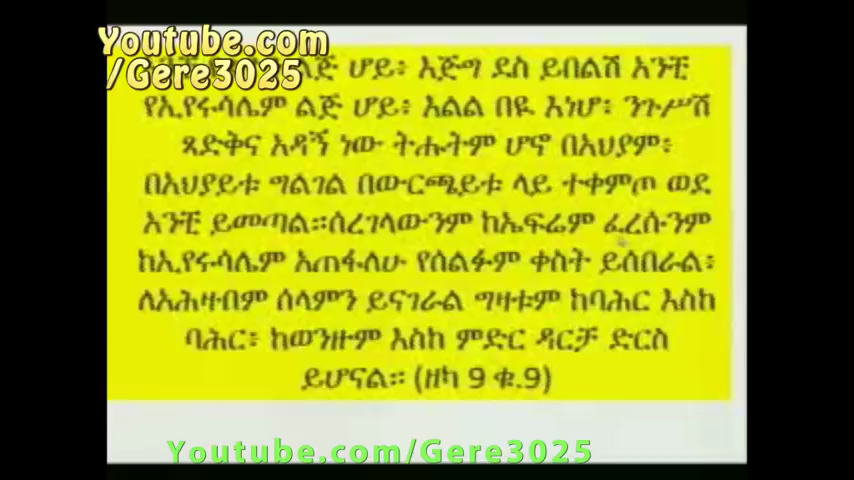 Youtube.com
/Gere3025
ልጅ ሆይ፥ እጅግ ደስ ይበልሽ አንቺ
የኢየሩሳሌም ልጅ ሆይ፥ እልል በዪ እነሆ፥ ንጉሥሽ
ጻድቅና አዳኝ ነው ትሑትም ሆኖ በአህያም፥
በአህያይቱ ግልገል በውርጫይቱ ላይ ተቀምጦ ወደ
አንቺ ይመጣል።ሰረገላውንም ከኤፍሬም ፈረሱንም
ከኢየሩሳሌም አጠፋለሁ የሰልፉም ቀስት ይሰበራል፥
ለአሕዛብም ሰላምን ይናገራል ግዛቱም ከባሕር እስከ
ባሕር፥ ከወንዙም እስከ ምድር ዳርቻ ድርስ
ይሆናል። (ዘካ 9 ቁ.9)
Youtube.com/Gere3025